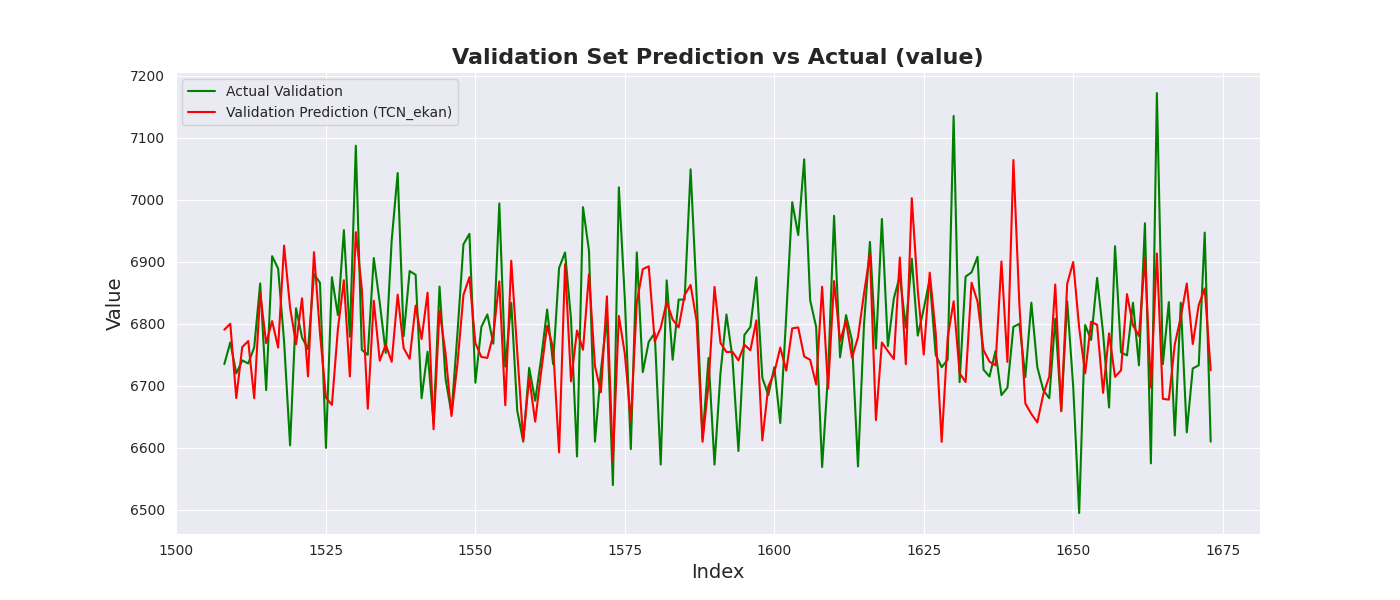 Validation Set Prediction vs Actual (value)
7200
7100
7000
6900
6800
6700
6600
6500
Value
Actual Validation
Validation Prediction (TCN_ekan)
1500 1525 1550 1575 1600 1625 1650 1675
Index